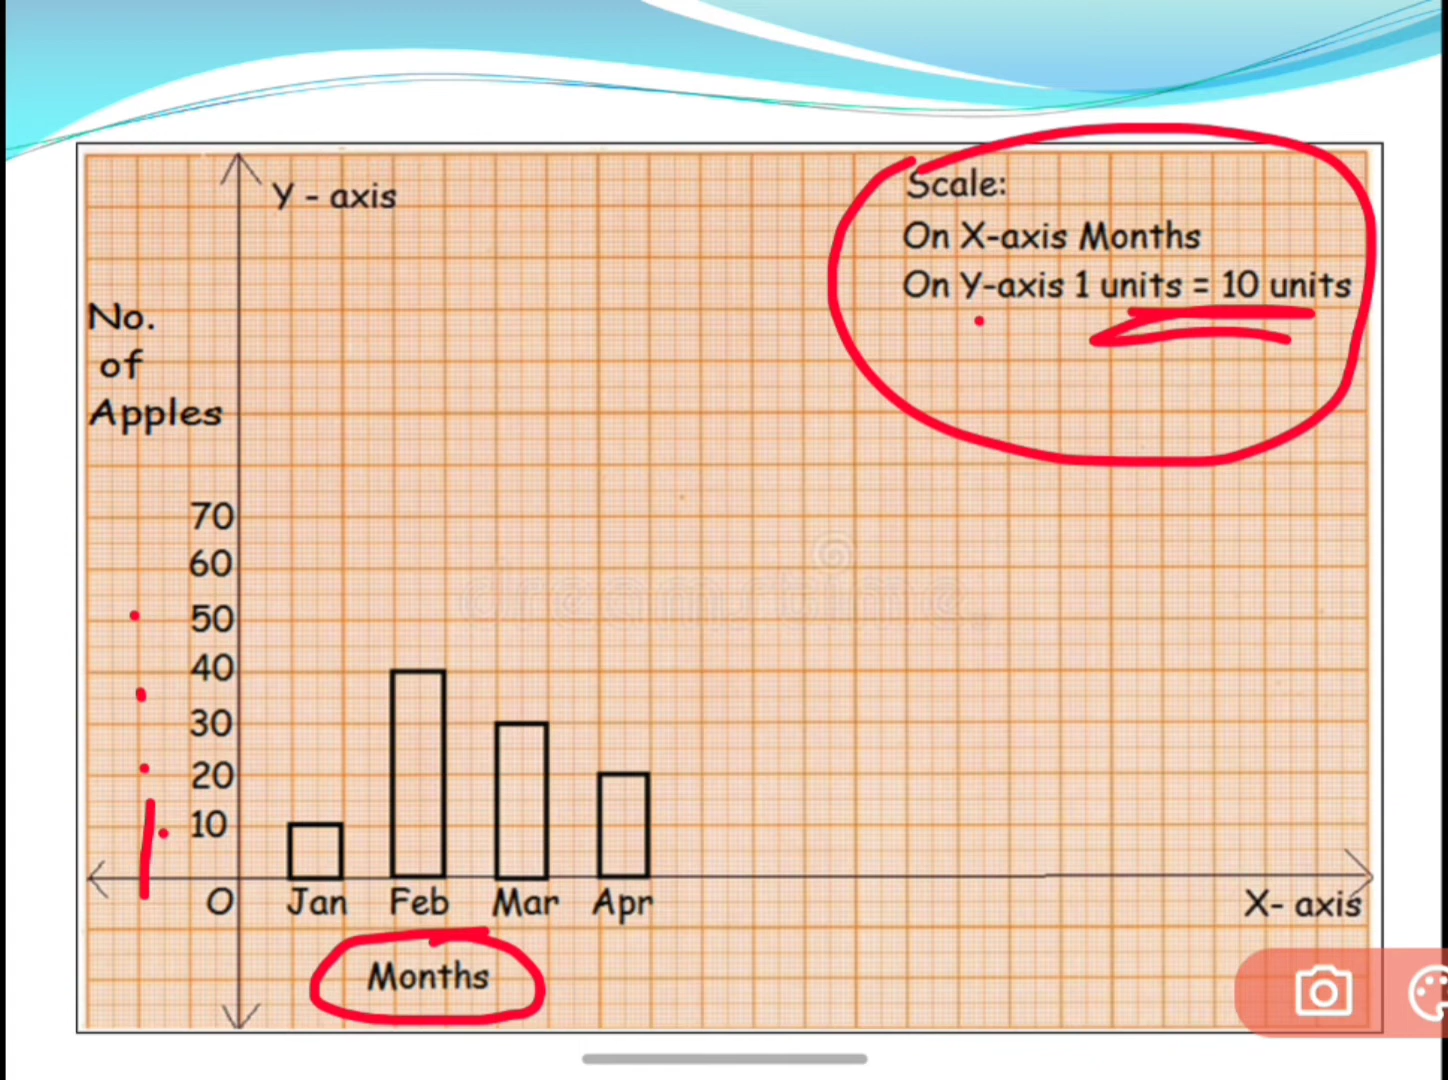 Y - axis
Scale:
On X-axis Months
On Y-axis 1 units = 10 units
No.
of
Apples
70
60
50
40
30
20
10
O
Jan Feb Mar Apr
X- axis
Months
dreamstime